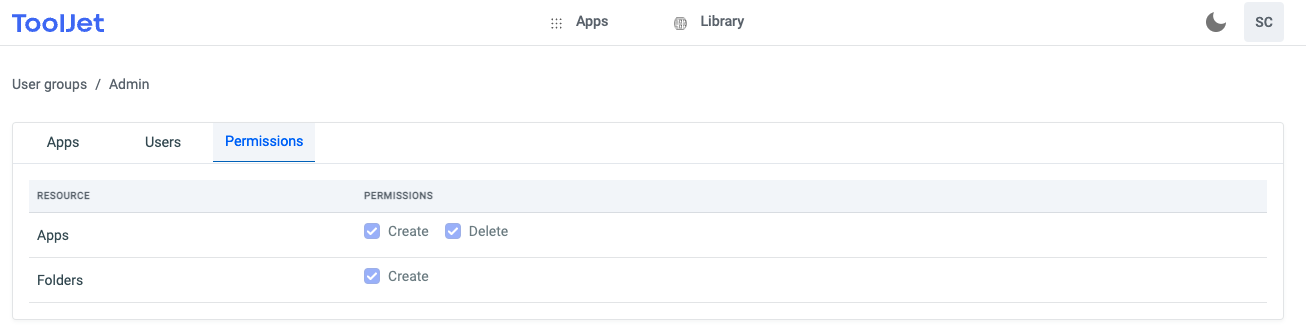 ToolJet Apps Library SC
User groups / Admin
Apps Users Permissions
RESOURCE PERMISSIONS
Apps Create Delete
Folders Create